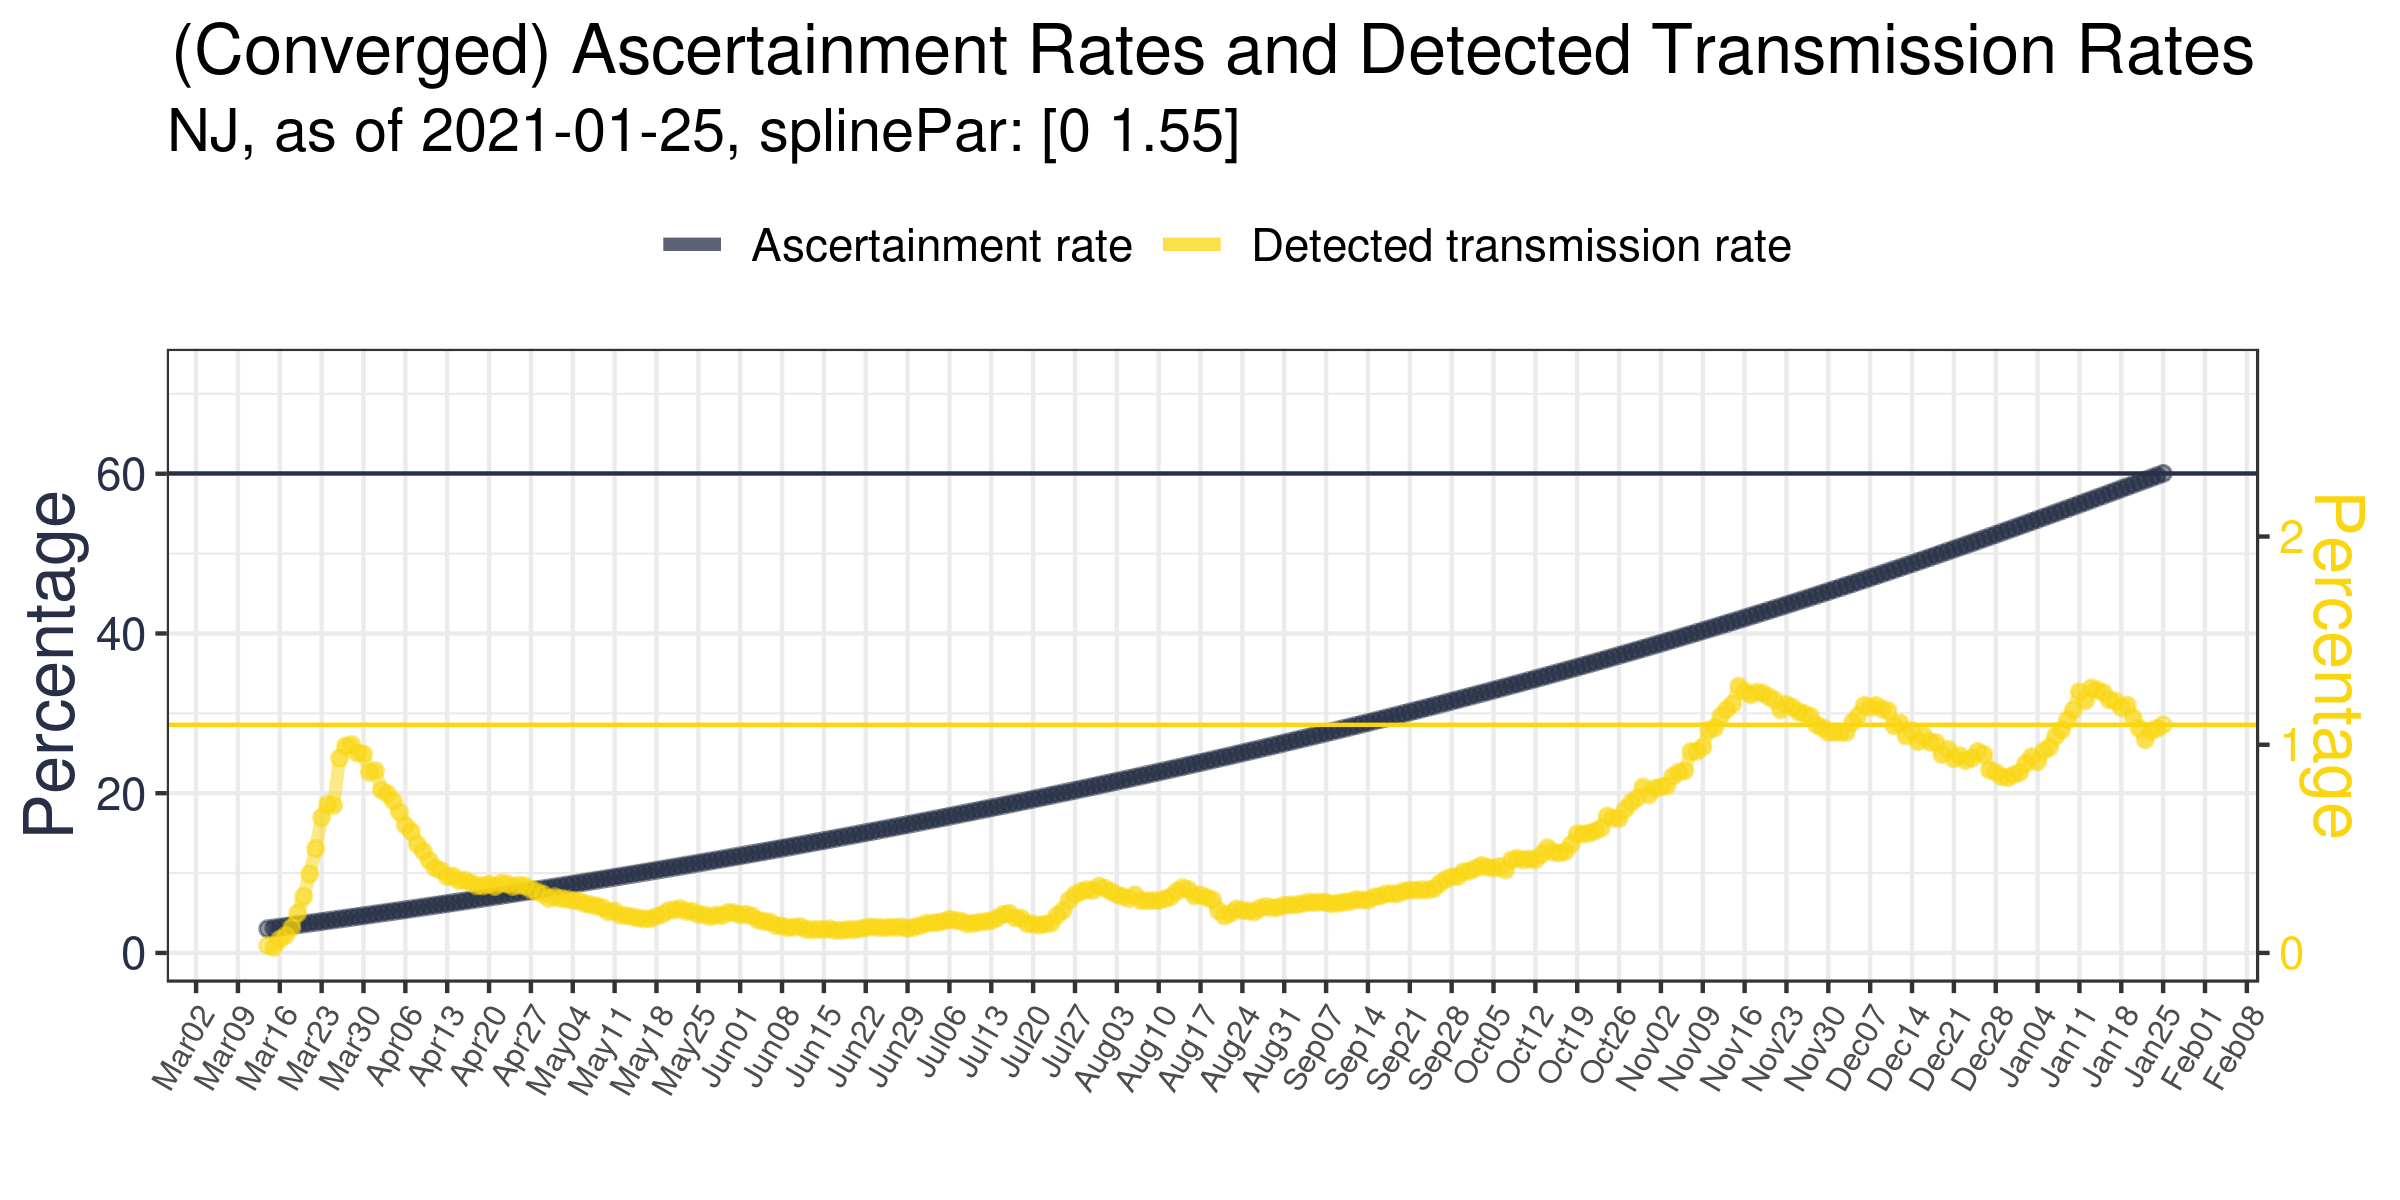 (Converged) Ascertainment Rates and Detected Transmission Rates
NJ, as of 2021-01-25, splinePar: [0 1.55]
Ascertainment rate
Detected transmission rate
Percentage
60
40
20
0
2
1
0
Percentage
Mar02
Mar09
Mar16
Mar23
Mar30
Apr06
Apr13
Apr20
Apr27
May04
May11
May18
May25
Jun01
Jun08
Jun15
Jun22
Jun29
Jul06
Jul13
Jul20
Jul27
Aug03
Aug10
Aug17
Aug24
Aug31
Sep07
Sep14
Sep21
Sep28
Oct05
Oct12
Oct19
Oct26
Nov02
Nov09
Nov16
Nov23
Nov30
Dec07
Dec14
Dec21
Dec28
Jan04
Jan11
Jan18
Jan25
Feb01
Feb08